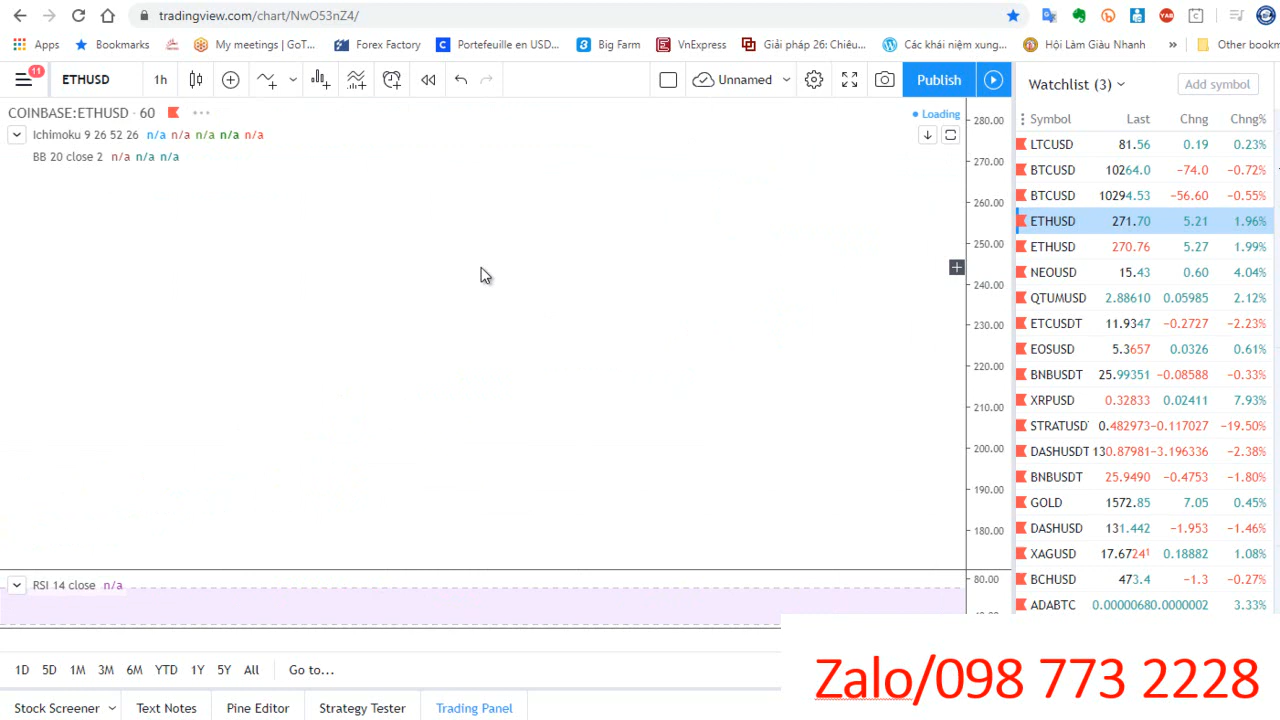 tradingview.com/chart/NwO53nZ4/
Apps Bookmarks My meetings | GoT... Forex Factory Portefeuille en USD... Big Farm VnExpress Giải pháp 26: Chiêu... Các khái niệm xung... Hội Làm Giàu Nhanh » Other bookm
11 ETHUSD 1h Unnamed Publish Watchlist (3) Add symbol
COINBASE:ETHUSD · 60 ···
Loading
Ichimoku 9 26 52 26 n/a n/a n/a n/a n/a
BB 20 close 2 n/a n/a n/a
280.00
270.00
260.00
250.00
240.00
230.00
220.00
210.00
200.00
190.00
180.00
RSI 14 close n/a
80.00
Symbol Last Chng Chng%
LTCUSD 81.56 0.19 0.23%
BTCUSD 10264.0 −74.0 −0.72%
BTCUSD 10294.53 −56.60 −0.55%
ETHUSD 271.70 5.21 1.96%
ETHUSD 270.76 5.27 1.99%
NEOUSD 15.43 0.60 4.04%
QTUMUSD 2.88610 0.05985 2.12%
ETCUSDT 11.9347 −0.2727 −2.23%
EOSUSD 5.3657 0.0326 0.61%
BNBUSDT 25.99351 −0.08588 −0.33%
XRPUSD 0.32833 0.02411 7.93%
STRATUSD 0.482973 −0.117027 −19.50%
DASHUSDT 130.87981 −3.196336 −2.38%
BNBUSDT 25.9490 −0.4753 −1.80%
GOLD 1572.85 7.05 0.45%
DASHUSD 131.442 −1.953 −1.46%
XAGUSD 17.6724¹ 0.18882 1.08%
BCHUSD 473.4 −1.3 −0.27%
ADABTC 0.00000680 0.0000002 3.33%
1D 5D 1M 3M 6M YTD 1Y 5Y All Go to...
Stock Screener Text Notes Pine Editor Strategy Tester Trading Panel
Zalo/098 773 2228